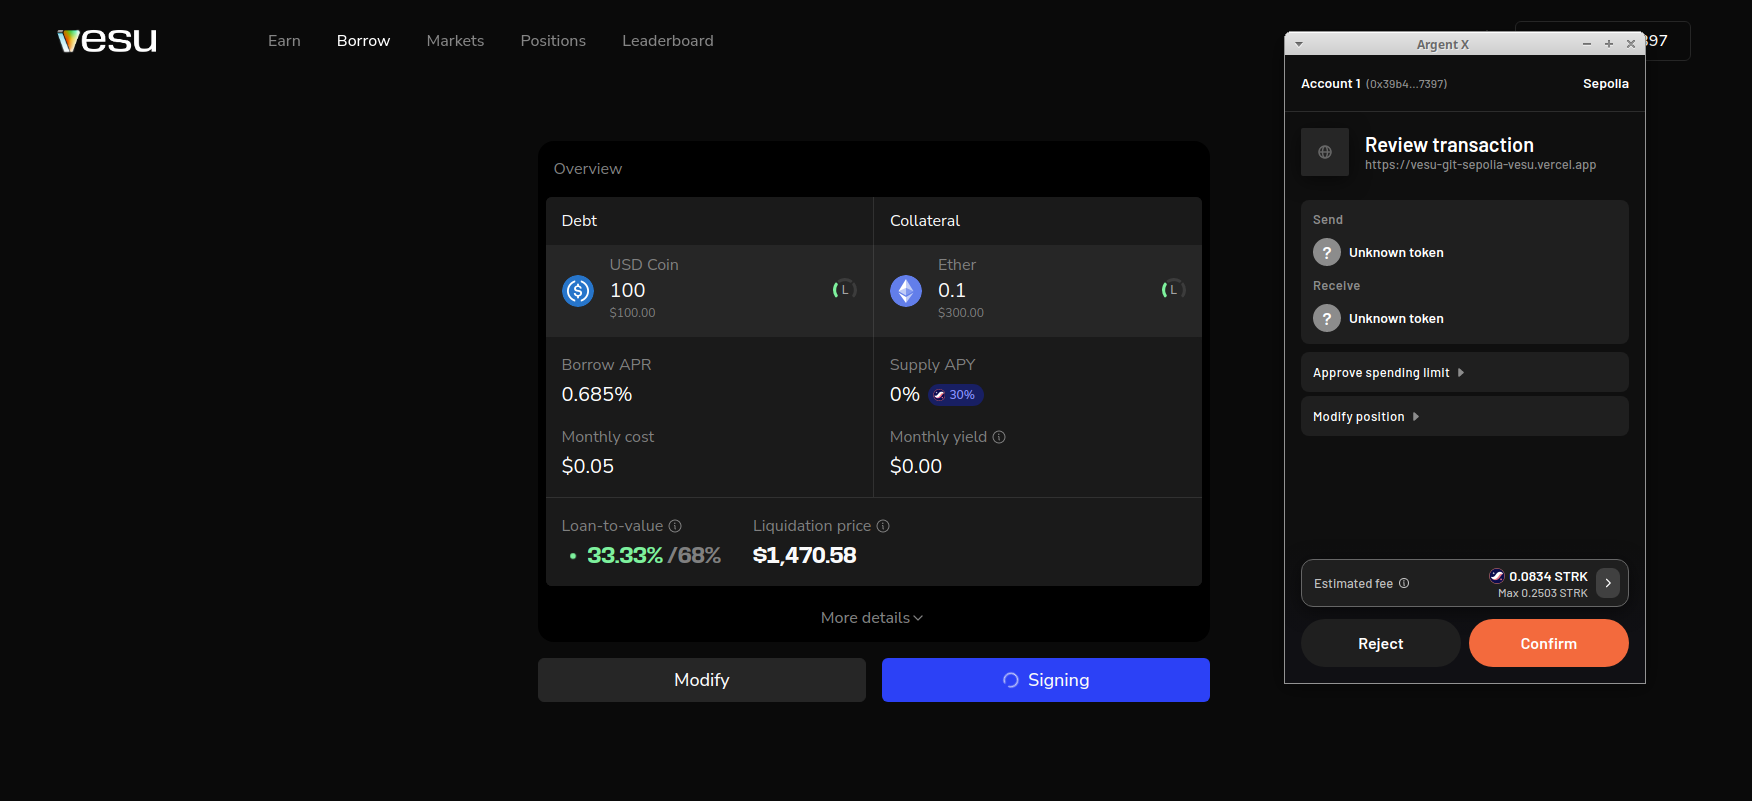 vesu
Earn
Borrow
Markets
Positions
Leaderboard
397
Overview
Debt
Collateral
USD Coin
100
$100.00
L
Ether
0.1
$300.00
L
Borrow APR
0.685%
Supply APY
0% 30%
Monthly cost
$0.05
Monthly yield
$0.00
Loan-to-value
33.33% /68%
Liquidation price
$1,470.58
More details
Modify
Signing
Argent X
Account 1 (0x39b4...7397)
Sepolia
Review transaction
https://vesu-git-sepolia-vesu.vercel.app
Send
? Unknown token
Receive
? Unknown token
Approve spending limit
Modify position
Estimated fee
0.0834 STRK
Max 0.2503 STRK
Reject
Confirm